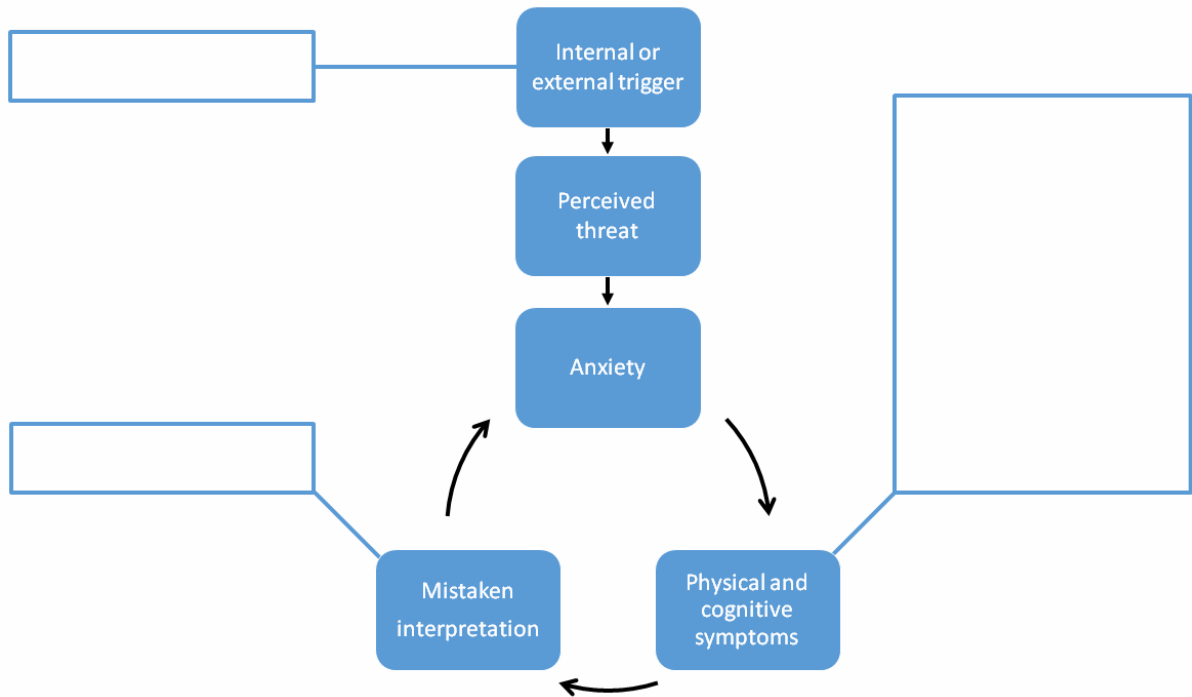 Internal or
external trigger
Perceived
threat
Anxiety
Mistaken
interpretation
Physical and
cognitive
symptoms